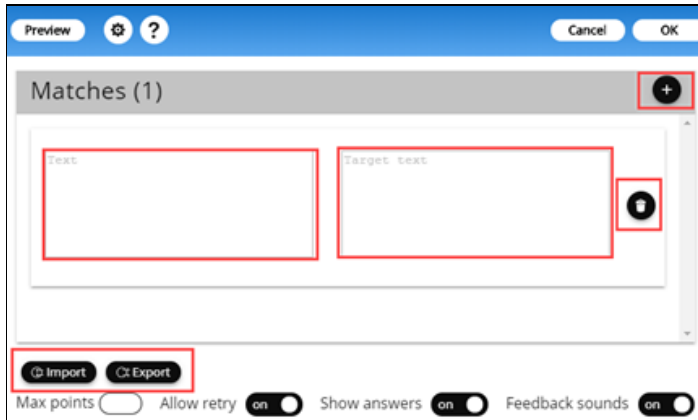 Preview ? Cancel OK
Matches (1) +
Text Target text
Import Export
Max points Allow retry on Show answers on Feedback sounds on